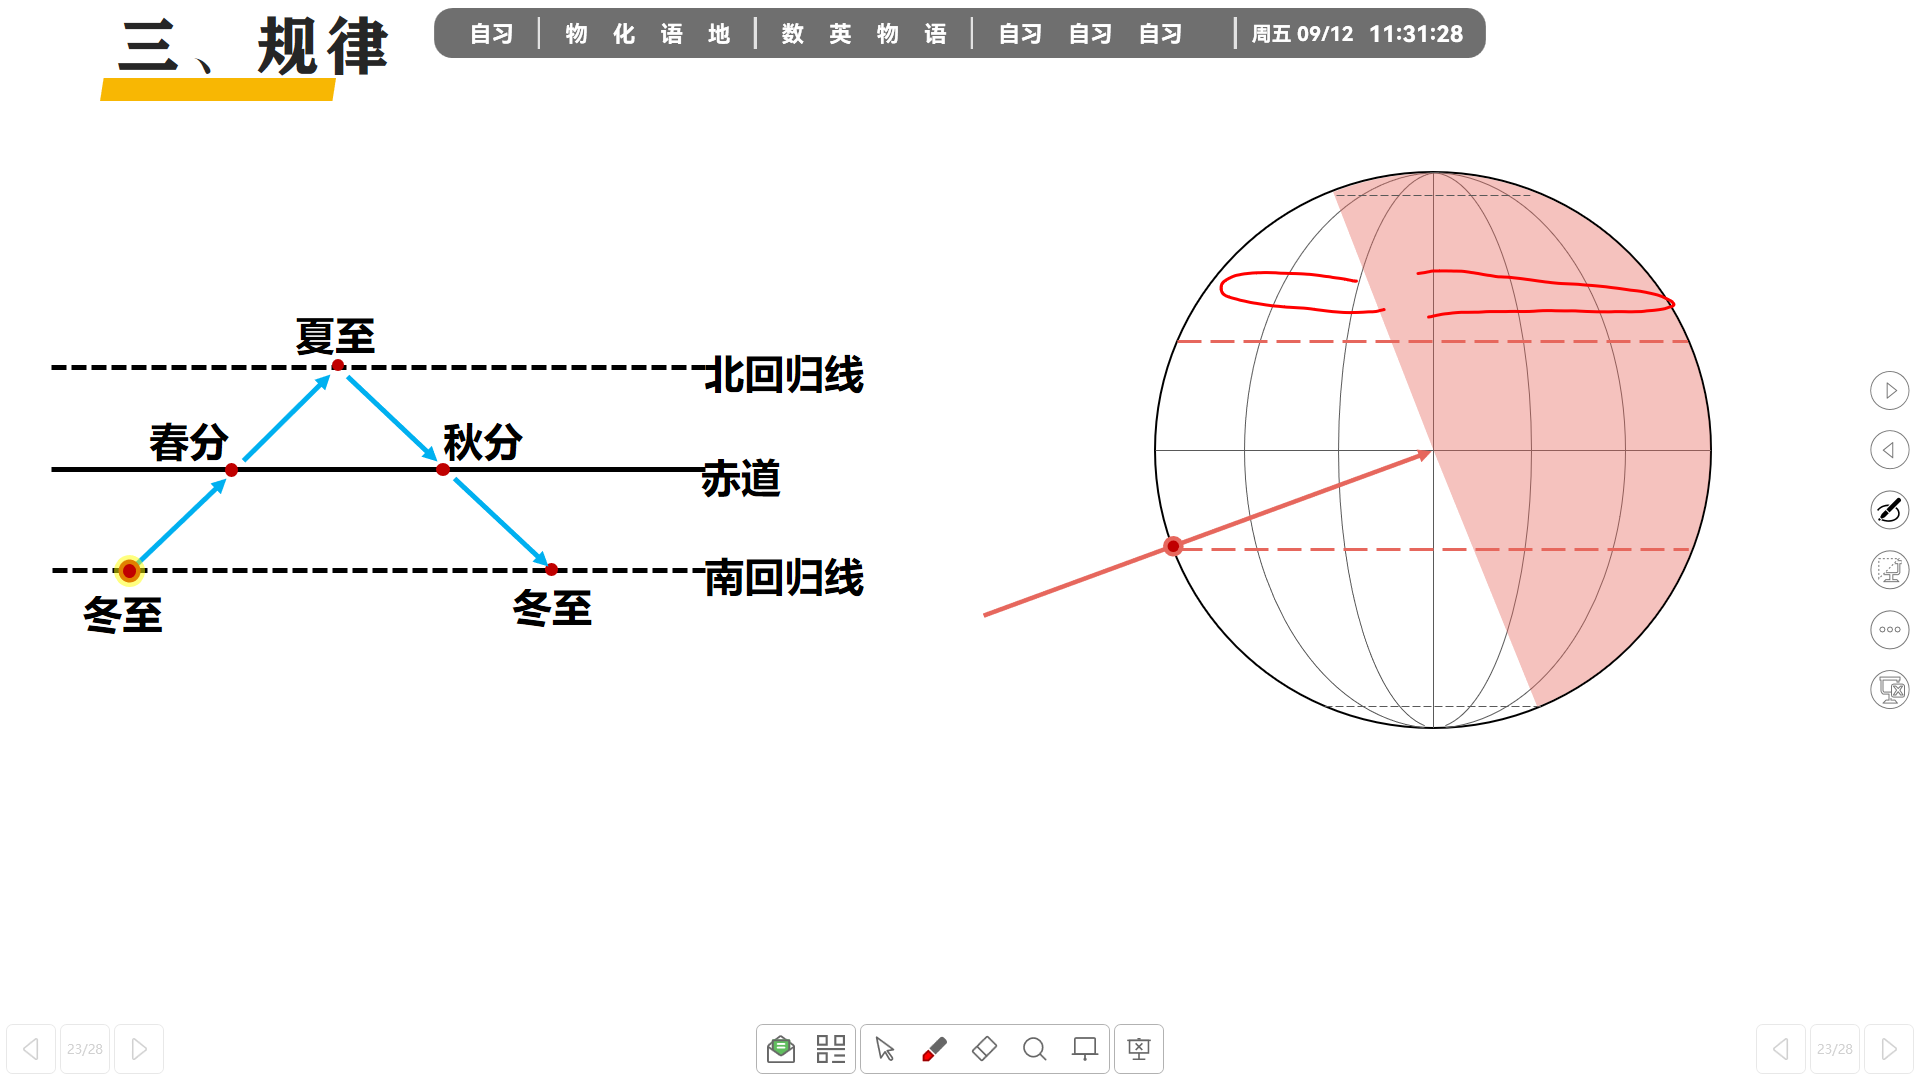 三、规律
自习 | 物 化 语 地 | 数 英 物 语 | 自习 自习 自习 | 周五 09/12 11:31:28
夏至
北回归线
春分
秋分
赤道
南回归线
冬至
冬至
23/28
23/28